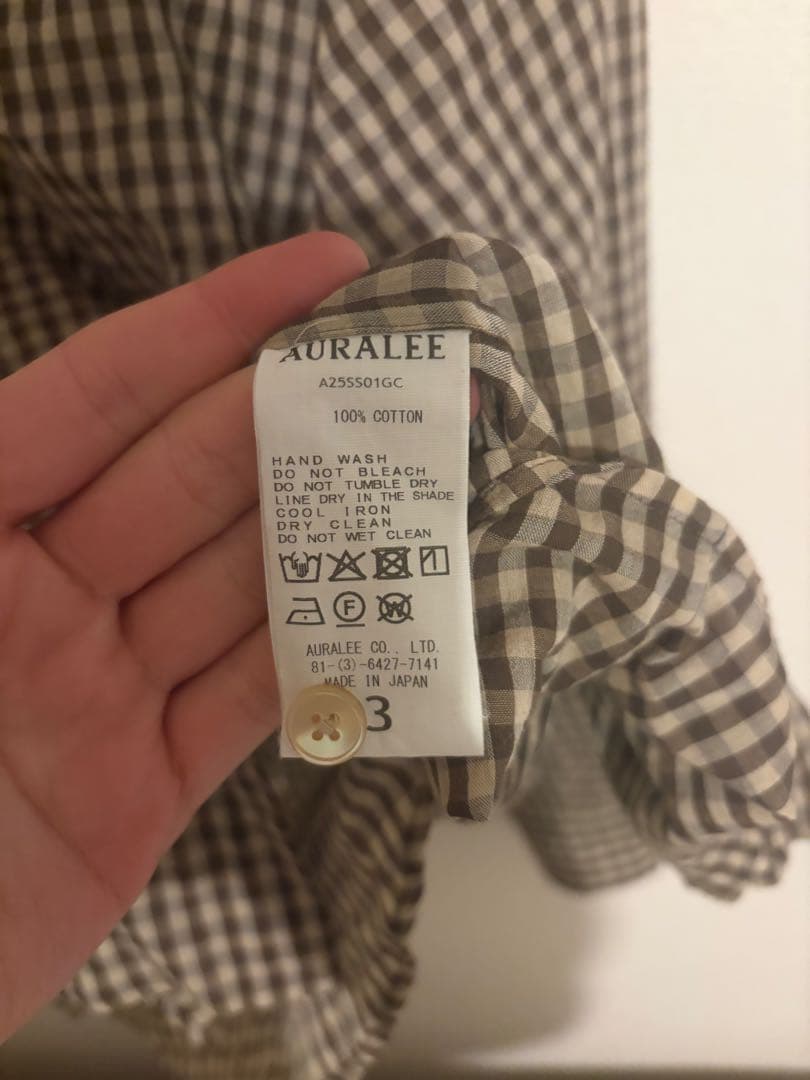 AURALEE
A25SS01GC
100% COTTON
HAND WASH
DO NOT BLEACH
DO NOT TUMBLE DRY
LINE DRY IN THE SHADE
COOL IRON
DRY CLEAN
DO NOT WET CLEAN
F W
AURALEE CO., LTD.
81-(3)-6427-7141
MADE IN JAPAN
3